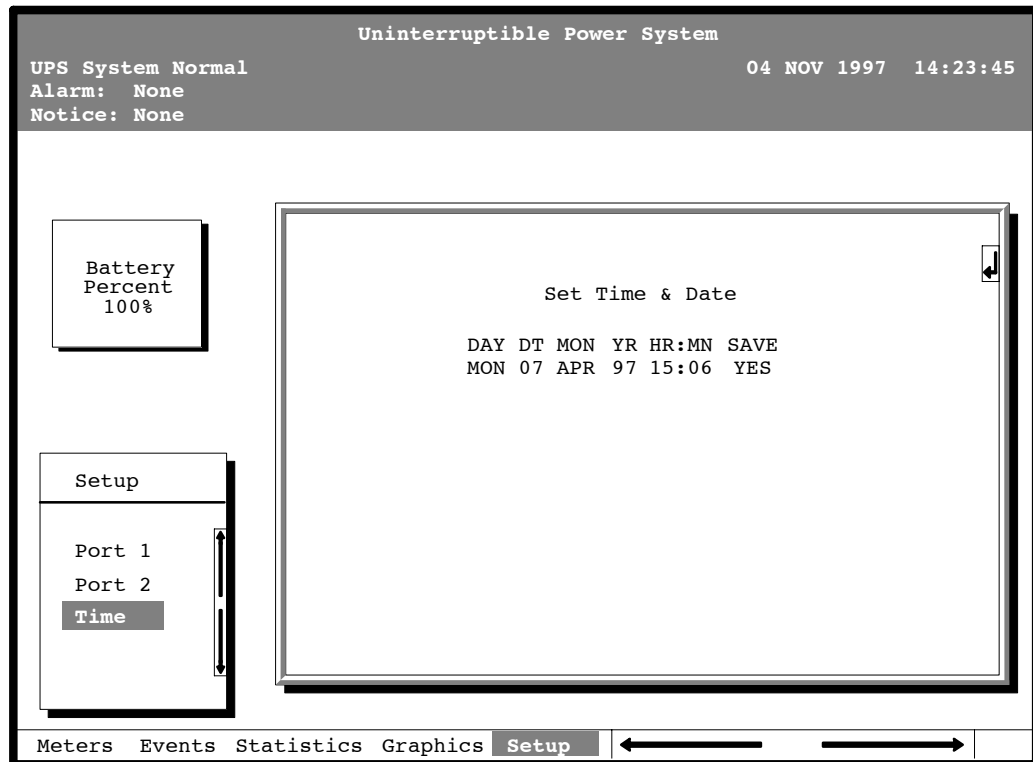 Uninterruptible Power System
UPS System Normal 04 NOV 1997 14:23:45
Alarm: None
Notice: None
Battery
Percent
100%
Set Time & Date
DAY DT MON YR HR:MN SAVE
MON 07 APR 97 15:06 YES
Setup
Port 1
Port 2
Time
Meters Events Statistics Graphics Setup